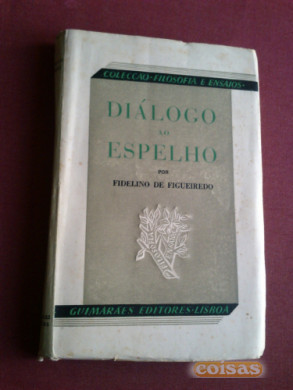 COLECÇÃO·FILOSOFIA E ENSAIOS·
DIÁLOGO
AO
ESPELHO
POR
FIDELINO DE FIGUEIREDO
GUIMARÃES EDITORES·LISBOA
coisas